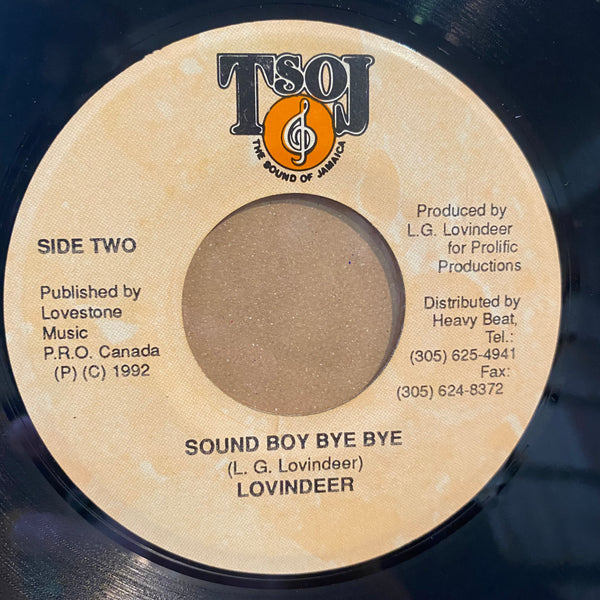 TSOJ
THE SOUND OF JAMAICA
SIDE TWO
Published by
Lovestone
Music
P.R.O. Canada
(P) (C) 1992
Produced by
L.G. Lovindeer
for Prolific
Productions
Distributed by
Heavy Beat,
Tel.:
(305) 625-4941
Fax:
(305) 624-8372
SOUND BOY BYE BYE
(L. G. Lovindeer)
LOVINDEER